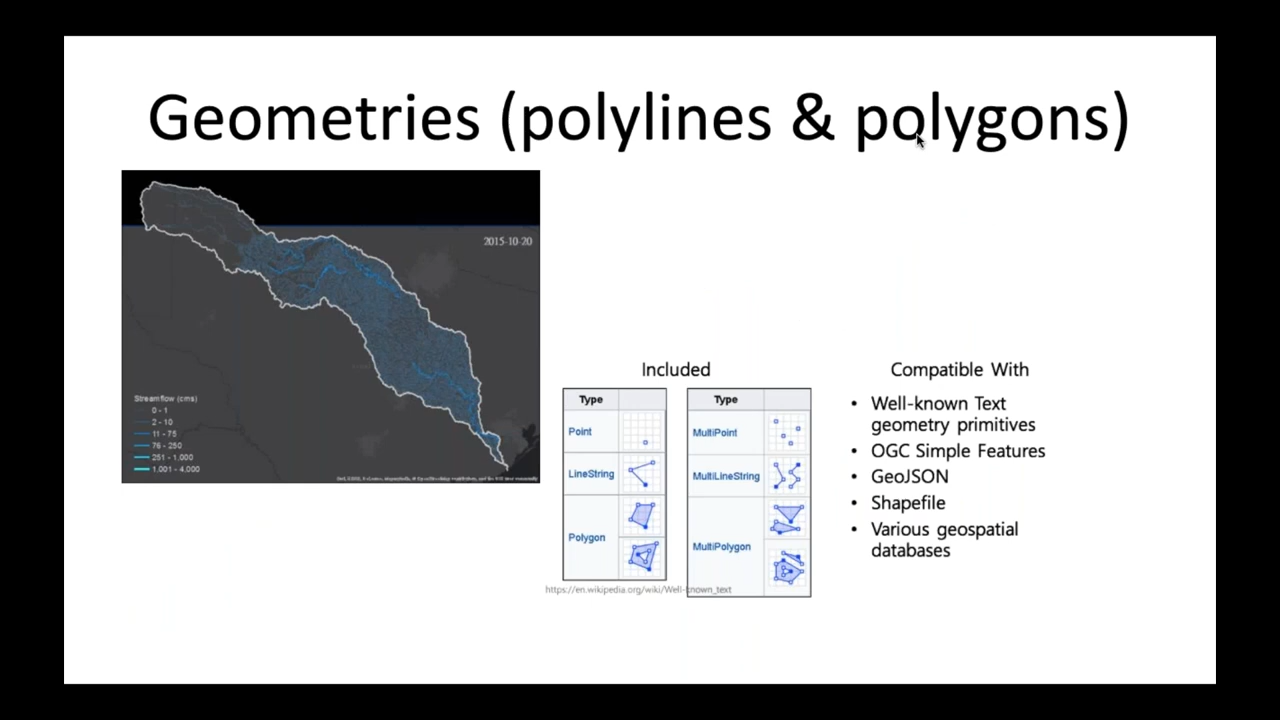 Geometries (polylines & polygons)
2015-10-20
Streamflow (cms)
0 - 1
2 - 10
11 - 75
76 - 250
251 - 1,000
1,001 - 4,000
Included
Type
Point
LineString
Polygon
Type
MultiPoint
MultiLineString
MultiPolygon
https://en.wikipedia.org/wiki/Well-known_text
Compatible With
• Well-known Text
geometry primitives
• OGC Simple Features
• GeoJSON
• Shapefile
• Various geospatial
databases